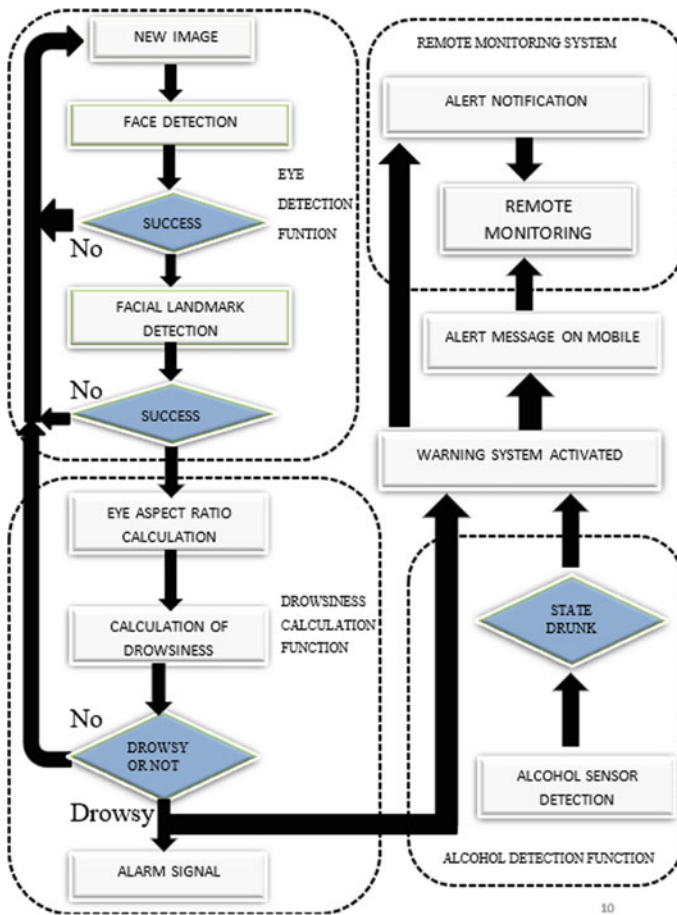 NEW IMAGE
FACE DETECTION
EYE
DETECTION
FUNTION
SUCCESS
No
FACIAL LANDMARK
DETECTION
No
SUCCESS
EYE ASPECT RATIO
CALCULATION
DROWSINESS
CALCULATION
FUNCTION
CALCULATION OF
DROWSINESS
No
DROWSY
OR NOT
Drowsy
ALARM SIGNAL
REMOTE MONITORING SYSTEM
ALERT NOTIFICATION
REMOTE
MONITORING
ALERT MESSAGE ON MOBILE
WARNING SYSTEM ACTIVATED
STATE
DRUNK
ALCOHOL SENSOR
DETECTION
ALCOHOL DETECTION FUNCTION
10